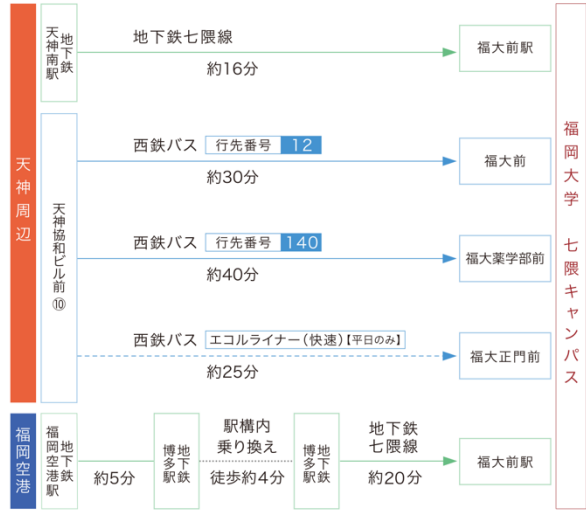 天神周辺
地下鉄
天神南駅
地下鉄七隈線
約16分
福大前駅
天神協和ビル前⑩
西鉄バス 行先番号 12
約30分
福大前
西鉄バス 行先番号 140
約40分
福大薬学部前
西鉄バス エコルライナー(快速)【平日のみ】
約25分
福大正門前
福岡空港
地下鉄
福岡空港駅
約5分
地下鉄
博多駅
駅構内
乗り換え
徒歩約4分
地下鉄
博多駅
地下鉄
七隈線
約20分
福大前駅
福岡大学 七隈キャンパス